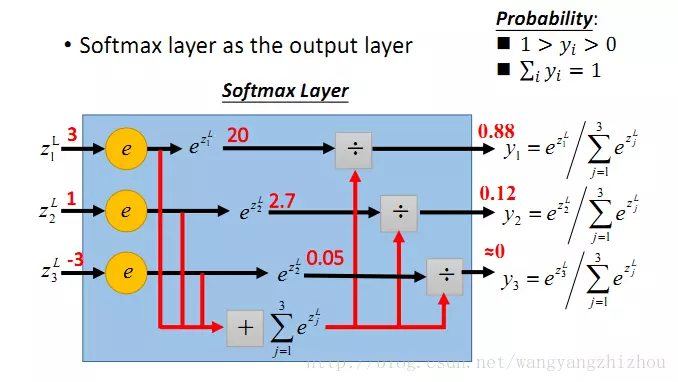 • Softmax layer as the output layer
Probability:
■ 1 > y_i > 0
■ ∑_i y_i = 1
Softmax Layer
z_1^L 3 e e^{z_1^L} 20 ÷ 0.88 y_1 = e^{z_1^L} / ∑_{j=1}^{3} e^{z_j^L}
z_2^L 1 e e^{z_2^L} 2.7 ÷ 0.12 y_2 = e^{z_2^L} / ∑_{j=1}^{3} e^{z_j^L}
z_3^L -3 e e^{z_2^L} 0.05 ÷ ≈0 y_3 = e^{z_3^L} / ∑_{j=1}^{3} e^{z_j^L}
+ ∑_{j=1}^{3} e^{z_j^L}
http://blog.csdn.net/wangyangzhizhou